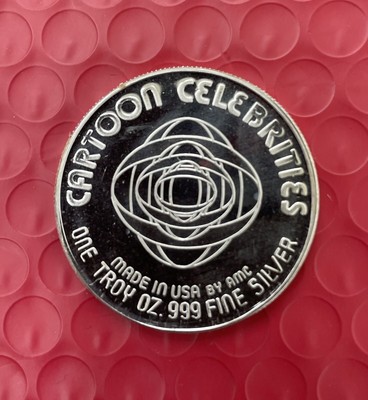 CARTOON CELEBRITIES
MADE IN USA BY AMC
ONE TROY OZ. 999 FINE SILVER